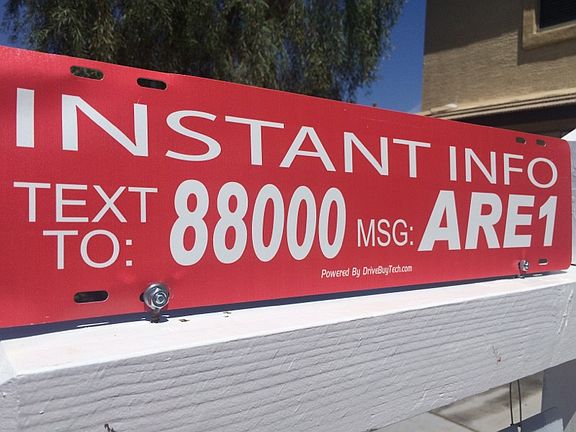 INSTANT INFO
TEXT TO: 88000 MSG: ARE1
Powered By DriveBuyTech.com